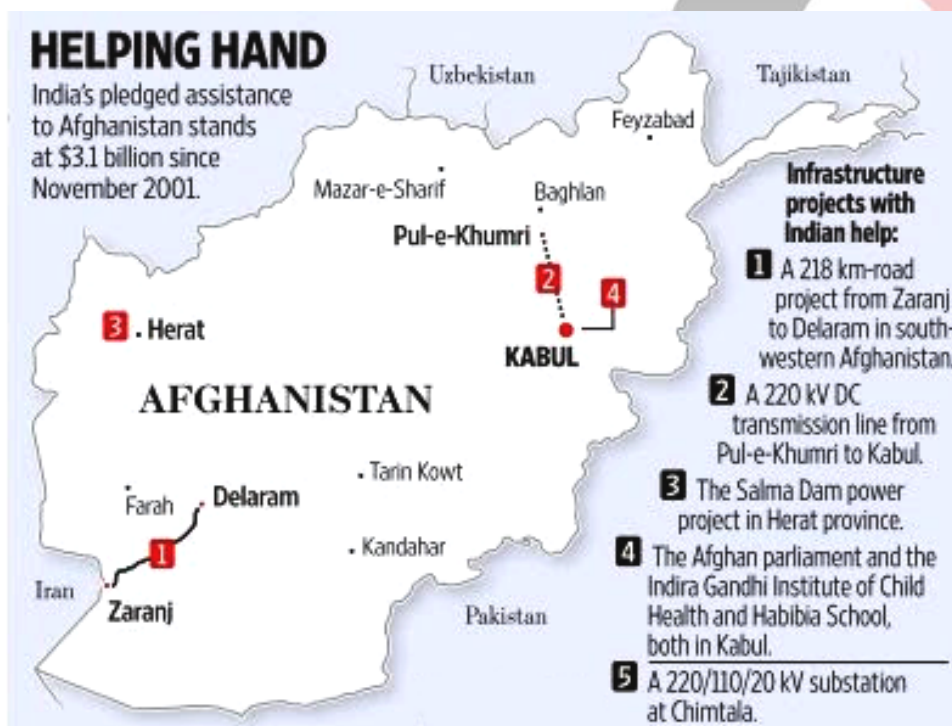 HELPING HAND
India's pledged assistance
to Afghanistan stands
at $3.1 billion since
November 2001.
Uzbekistan
Tajikistan
Feyzabad
Mazar-e-Sharif
Baghlan
Pul-e-Khumri
2
4
3
Herat
KABUL
AFGHANISTAN
Tarin Kowt
Farah
Delaram
1
Kandahar
Iran
Zaranj
Pakistan
Infrastructure
projects with
Indian help:
1 A 218 km-road
project from Zaranj
to Delaram in south-
western Afghanistan.
2 A 220 kV DC
transmission line from
Pul-e-Khumri to Kabul.
3 The Salma Dam power
project in Herat province.
4 The Afghan parliament and the
Indira Gandhi Institute of Child
Health and Habibia School,
both in Kabul.
5 A 220/110/20 kV substation
at Chimtala.